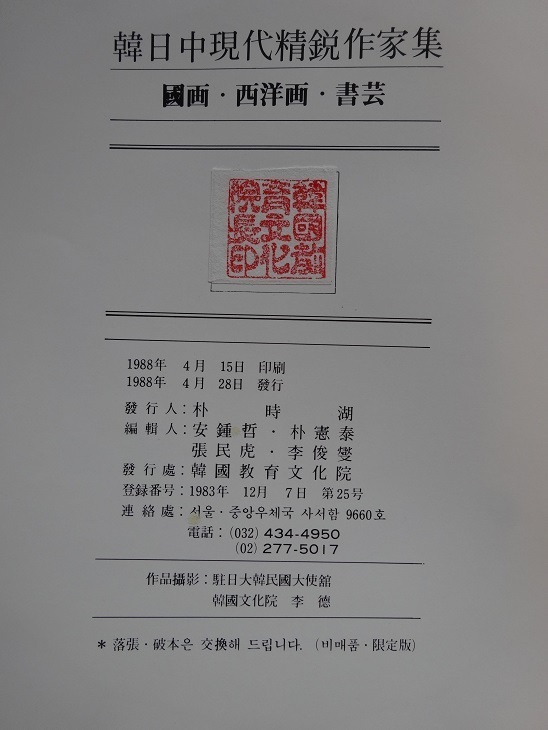 韓日中現代精鋭作家集
國画・西洋画・書芸
韓國敎育文化院長印
1988年 4月 15日 印刷
1988年 4月 28日 發行
發行人：朴時湖
編輯人：安鍾哲・朴憲泰
張民虎・李俊燮
發行處：韓國教育文化院
登録番号：1983年 12月 7日 第25号
連絡處：서울・중앙우체국 사서함 9660호
電話：(032) 434-4950
(02) 277-5017
作品攝影：駐日大韓民國大使舘
韓國文化院 李德
* 落張・破本은 交換해 드립니다. (비매품・限定版)